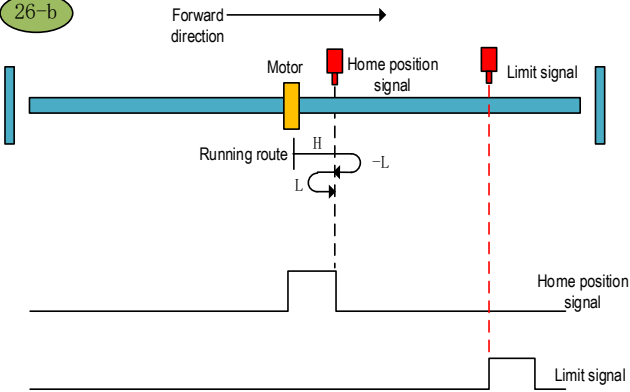 26-b
Forward
direction
Motor
Home position
signal
Limit signal
Running route
H
-L
L
Home position
signal
Limit signal